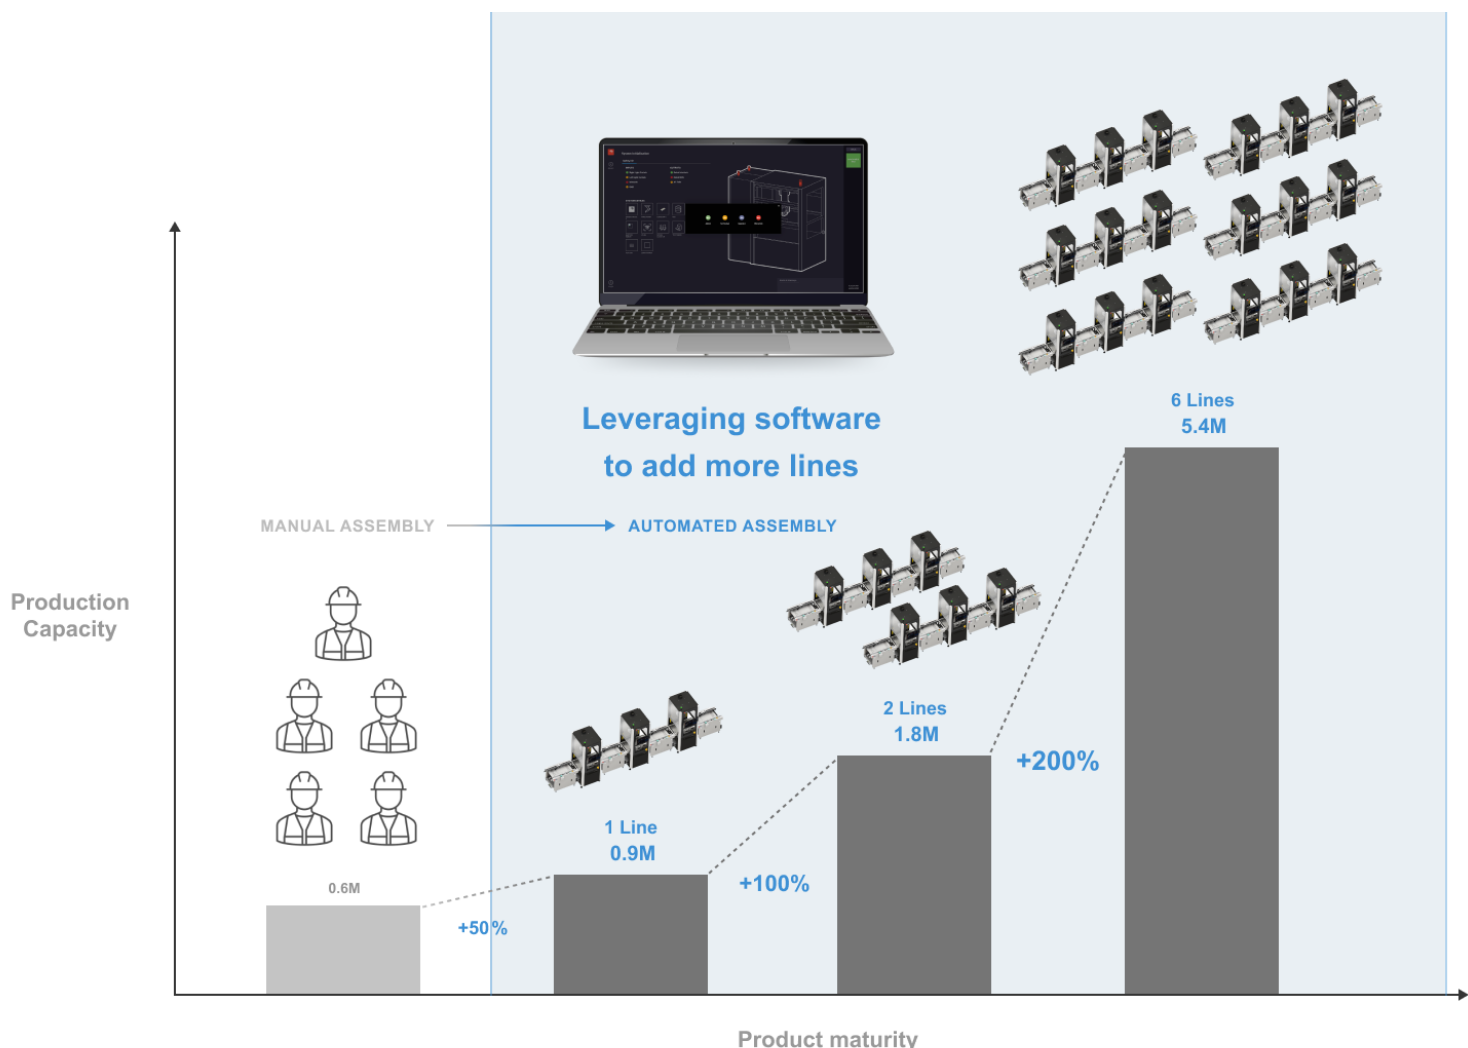 6 Lines
5.4M
Leveraging software
to add more lines
MANUAL ASSEMBLY
AUTOMATED ASSEMBLY
Production
Capacity
2 Lines
1.8M
+200%
1 Line
0.9M
+100%
0.6M
+50%
Product maturity